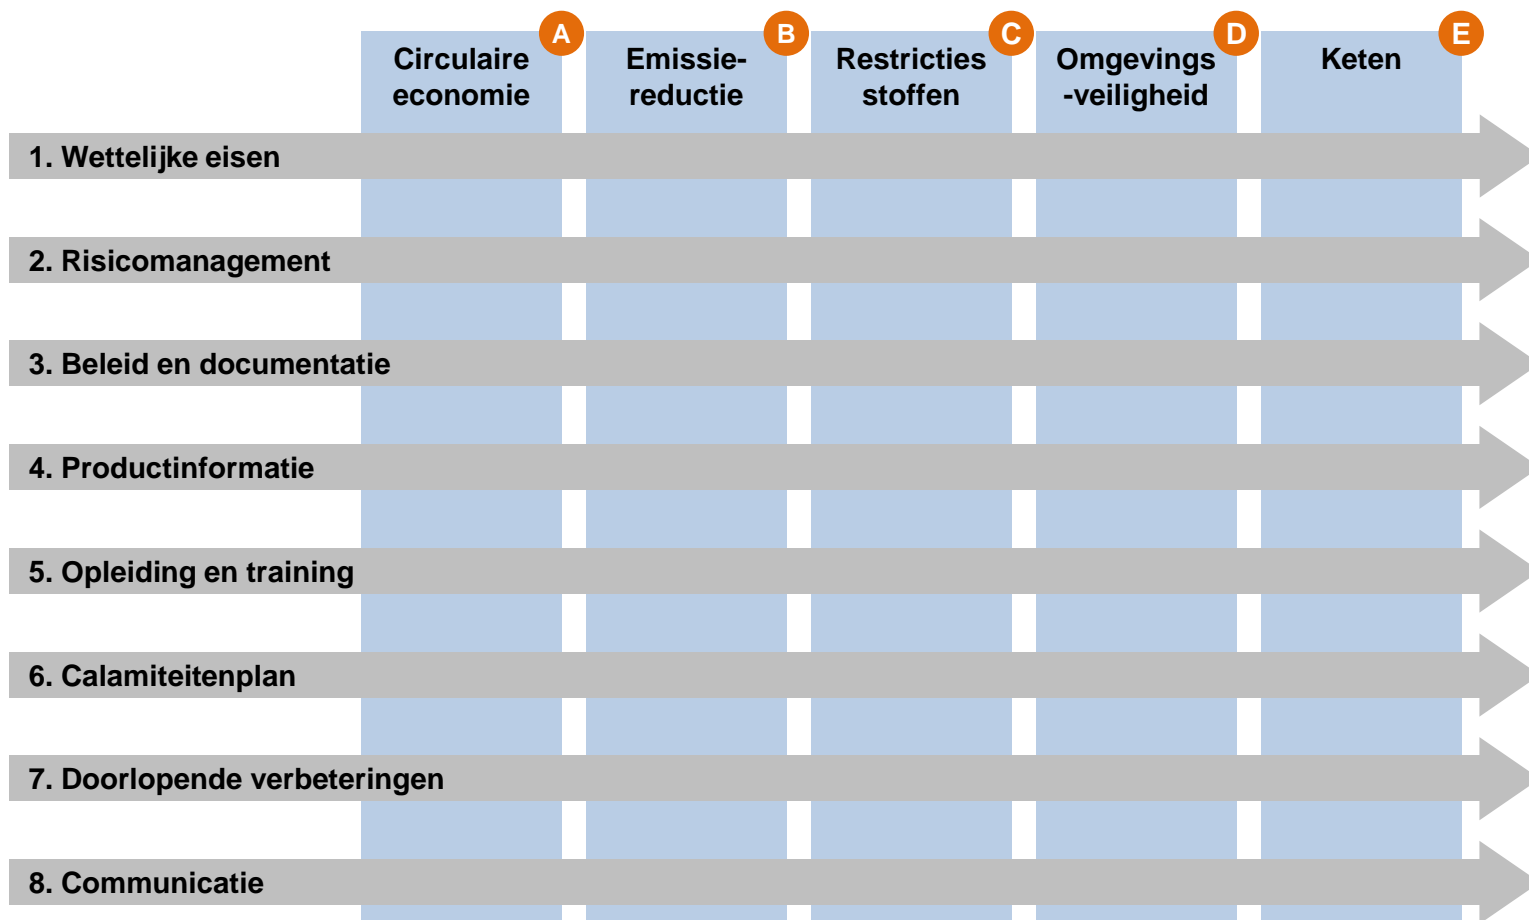 A
B
C
D
E
Circulaire
economie
Emissie-
reductie
Restricties
stoffen
Omgevings
-veiligheid
Keten
1. Wettelijke eisen
2. Risicomanagement
3. Beleid en documentatie
4. Productinformatie
5. Opleiding en training
6. Calamiteitenplan
7. Doorlopende verbeteringen
8. Communicatie